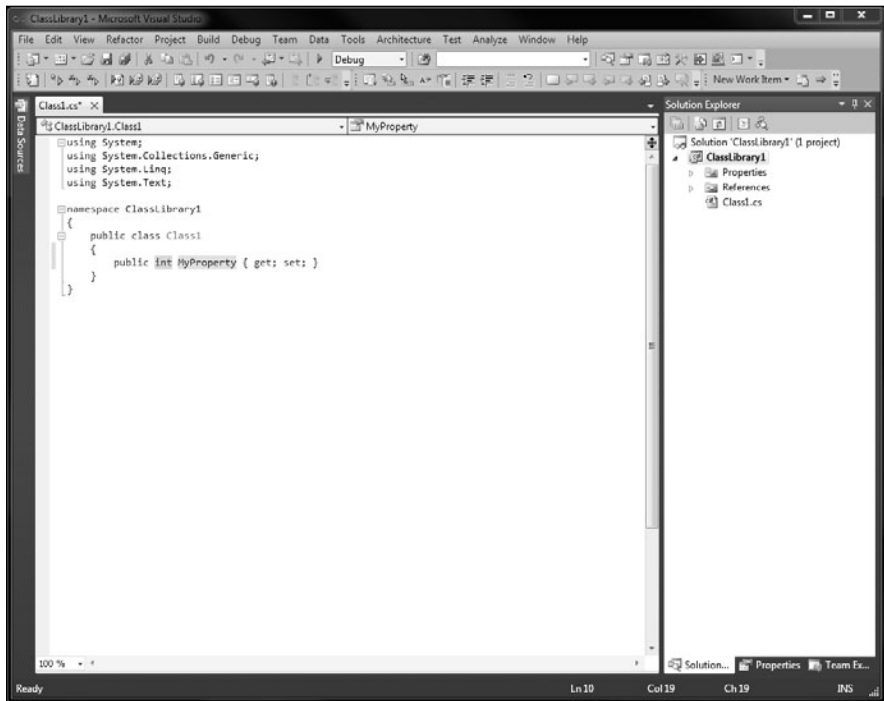 ClassLibrary1 - Microsoft Visual Studio
File Edit View Refactor Project Build Debug Team Data Tools Architecture Test Analyze Window Help
Debug
New Work Item
Data Sources
Class1.cs*
ClassLibrary1.Class1
MyProperty
using System;
using System.Collections.Generic;
using System.Linq;
using System.Text;
namespace ClassLibrary1
{
public class Class1
{
public int MyProperty { get; set; }
}
}
100 %
Solution Explorer
Solution 'ClassLibrary1' (1 project)
ClassLibrary1
Properties
References
Class1.cs
Solution... Properties Team Ex...
Ready Ln 10 Col 19 Ch 19 INS